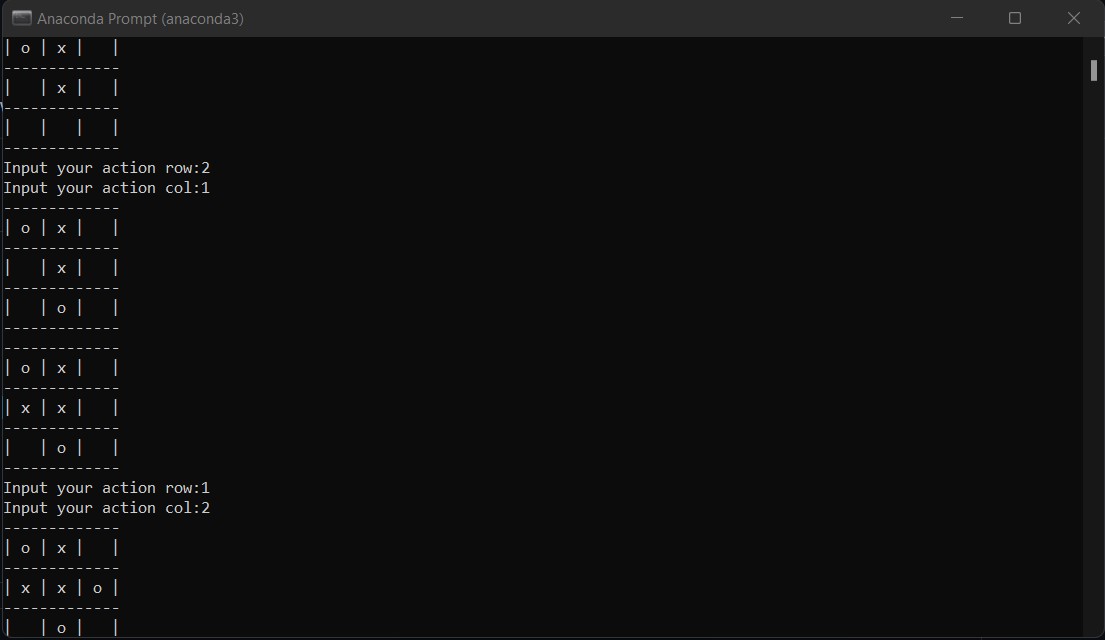 Anaconda Prompt (anaconda3)
| o | x |   |
-------------
|   | x |   |
-------------
|   |   |   |
-------------
Input your action row:2
Input your action col:1
-------------
| o | x |   |
-------------
|   | x |   |
-------------
|   | o |   |
-------------
-------------
| o | x |   |
-------------
| x | x |   |
-------------
|   | o |   |
-------------
Input your action row:1
Input your action col:2
-------------
| o | x |   |
-------------
| x | x | o |
-------------
|   | o |   |